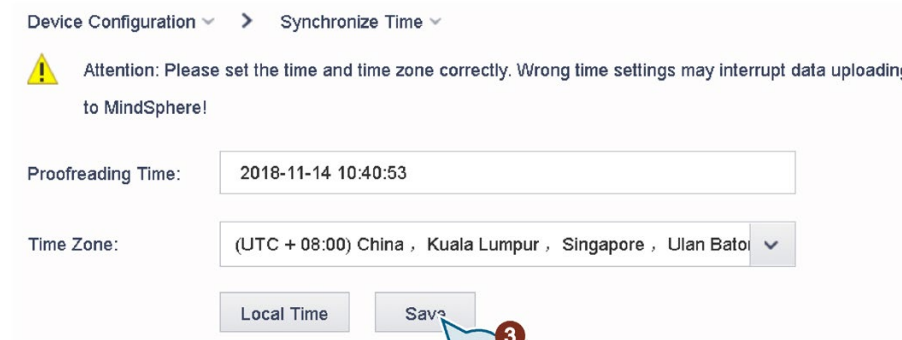 Device Configuration > Synchronize Time
Attention: Please set the time and time zone correctly. Wrong time settings may interrupt data uploading
to MindSphere!
Proofreading Time: 2018-11-14 10:40:53
Time Zone: (UTC + 08:00) China， Kuala Lumpur， Singapore， Ulan Bator
Local Time Save
3